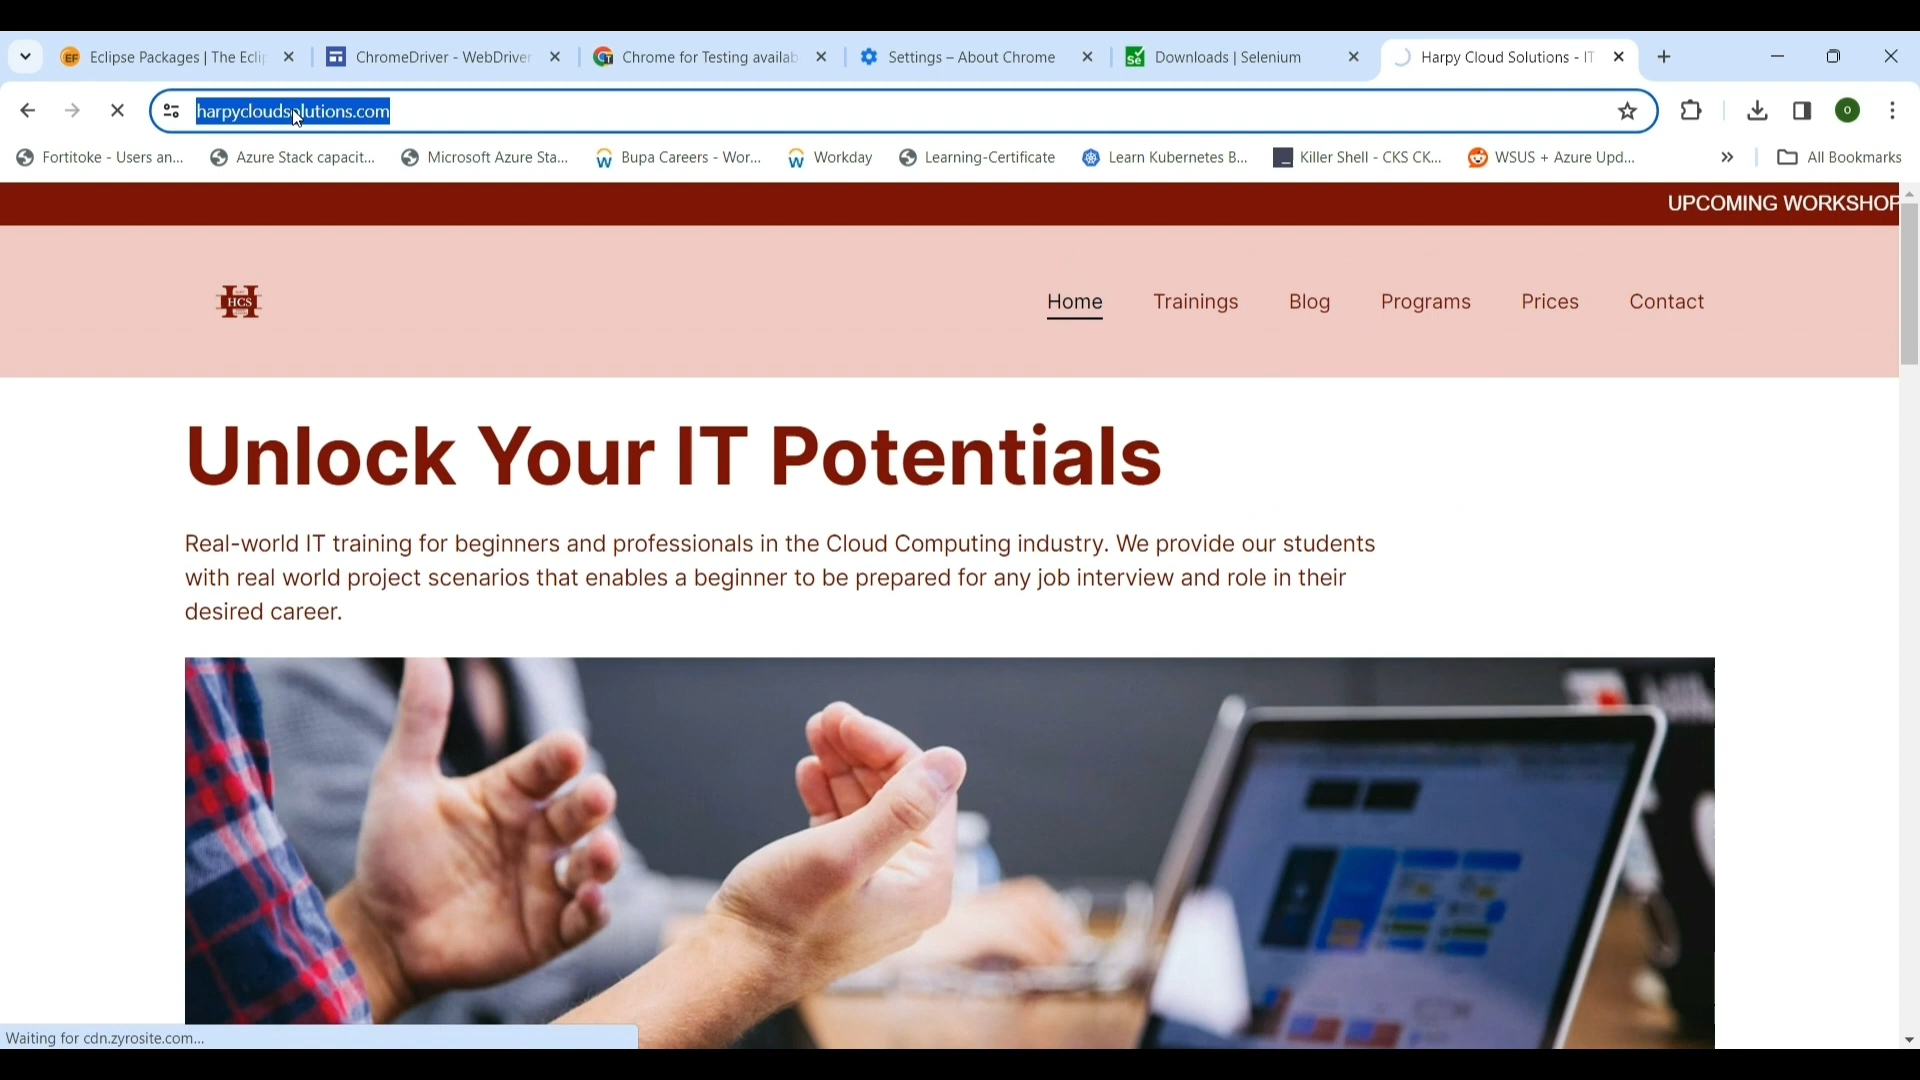 Eclipse Packages | The Eclip
ChromeDriver - WebDriver
Chrome for Testing availab
Settings – About Chrome
Downloads | Selenium
Harpy Cloud Solutions - IT
harpycloudsolutions.com
Fortitoke - Users an...
Azure Stack capacit...
Microsoft Azure Sta...
Bupa Careers - Wor...
Workday
Learning-Certificate
Learn Kubernetes B...
Killer Shell - CKS CK...
WSUS + Azure Upd...
All Bookmarks
UPCOMING WORKSHOP
HCS
Home
Trainings
Blog
Programs
Prices
Contact
Unlock Your IT Potentials
Real-world IT training for beginners and professionals in the Cloud Computing industry. We provide our students
with real world project scenarios that enables a beginner to be prepared for any job interview and role in their
desired career.
Waiting for cdn.zyrosite.com...